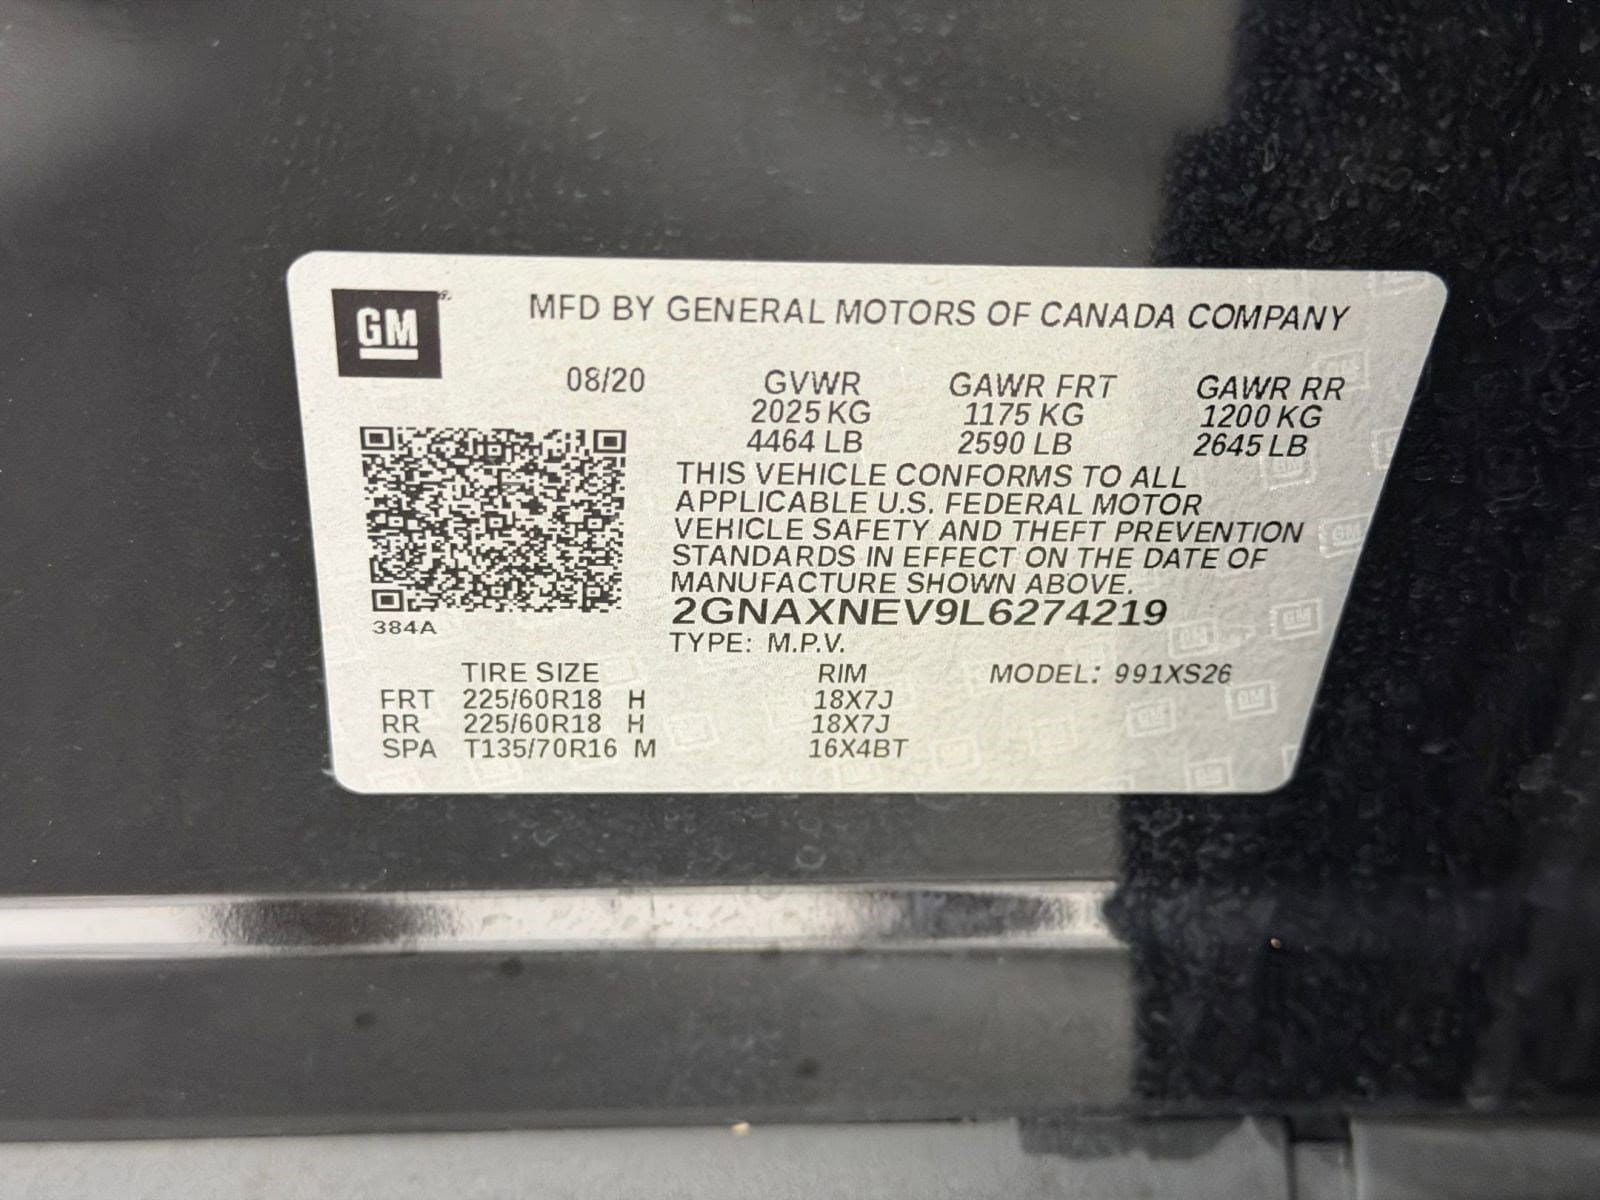 GM
MFD BY GENERAL MOTORS OF CANADA COMPANY
08/20 GVWR GAWR FRT GAWR RR
2025 KG 1175 KG 1200 KG
4464 LB 2590 LB 2645 LB
THIS VEHICLE CONFORMS TO ALL
APPLICABLE U.S. FEDERAL MOTOR
VEHICLE SAFETY AND THEFT PREVENTION
STANDARDS IN EFFECT ON THE DATE OF
MANUFACTURE SHOWN ABOVE.
2GNAXNEV9L6274219
384A
TYPE: M.P.V.
TIRE SIZE RIM MODEL: 991XS26
FRT 225/60R18 H 18X7J
RR 225/60R18 H 18X7J
SPA T135/70R16 M 16X4BT